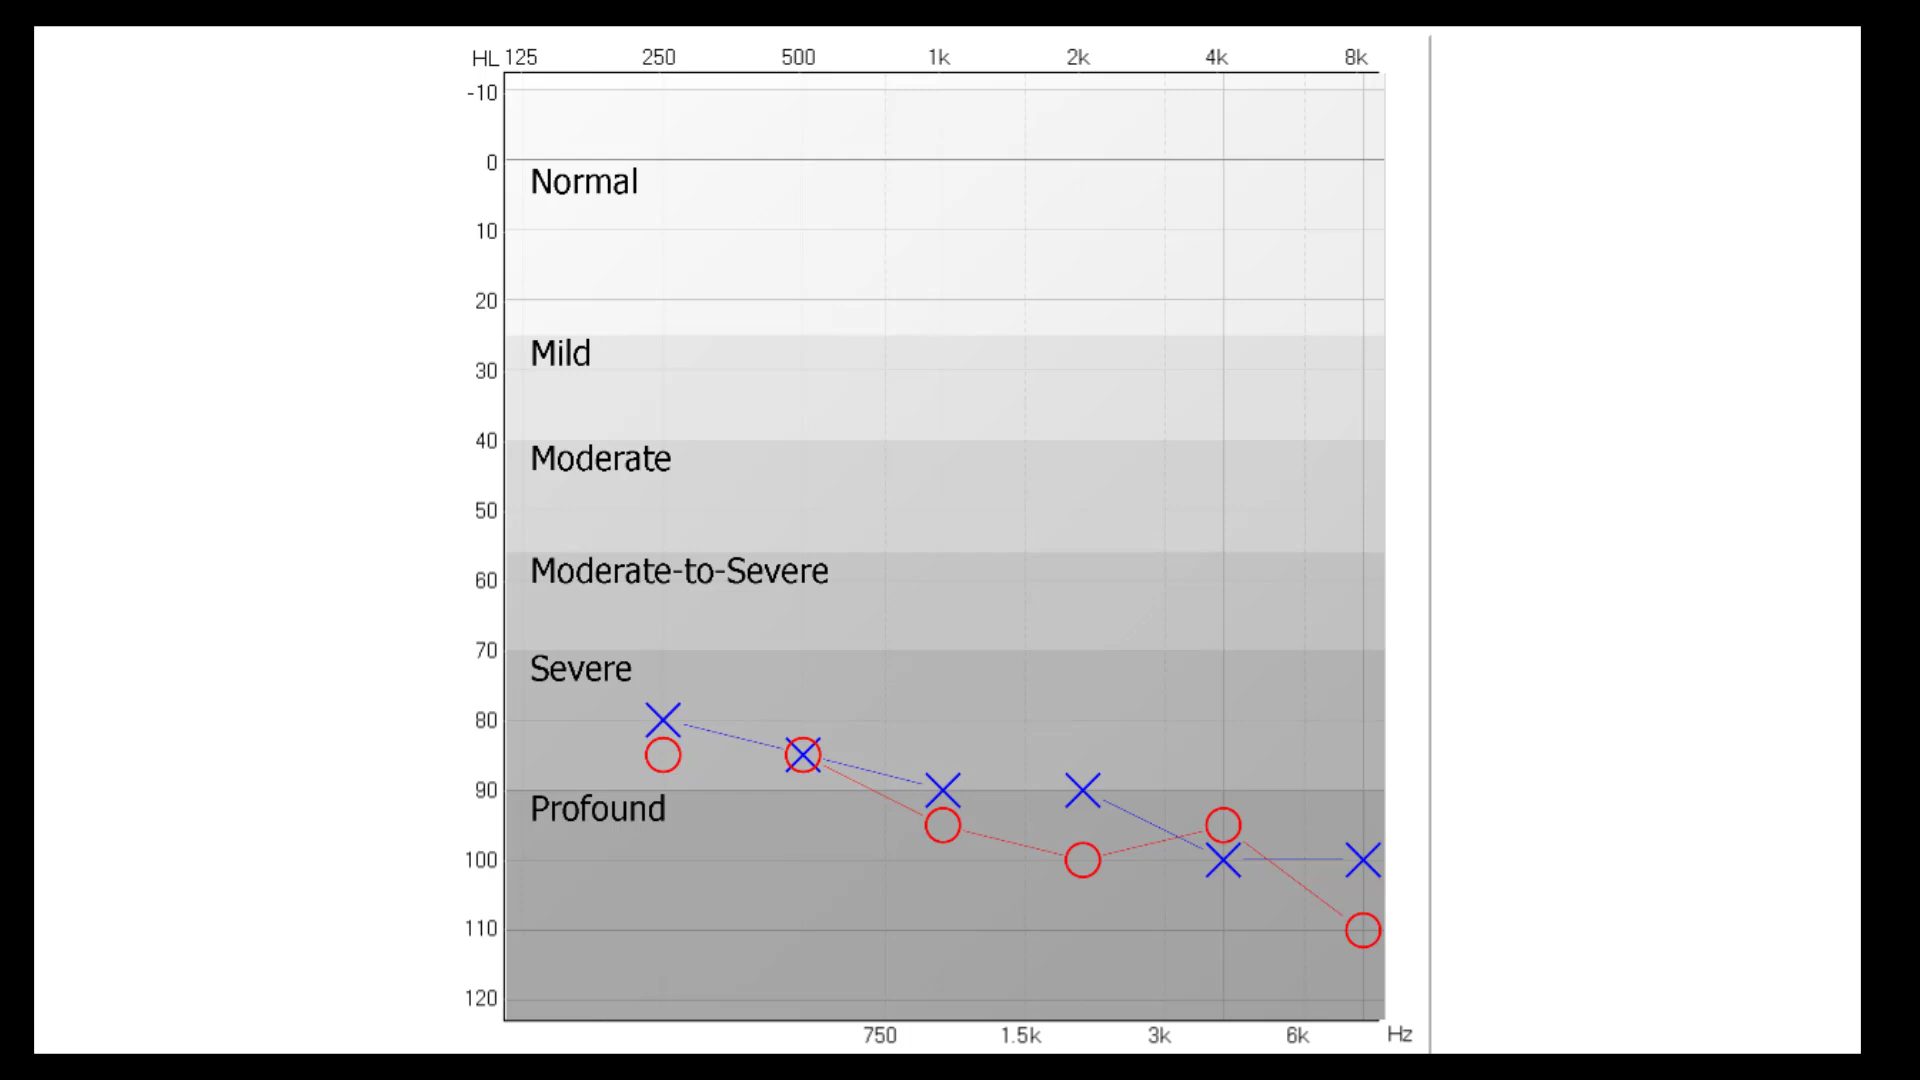 HL 125 250 500 1k 2k 4k 8k
-10
0
Normal
10
20
Mild
30
40
Moderate
50
Moderate-to-Severe
60
70
Severe
80
90
Profound
100
110
120
750 1.5k 3k 6k Hz